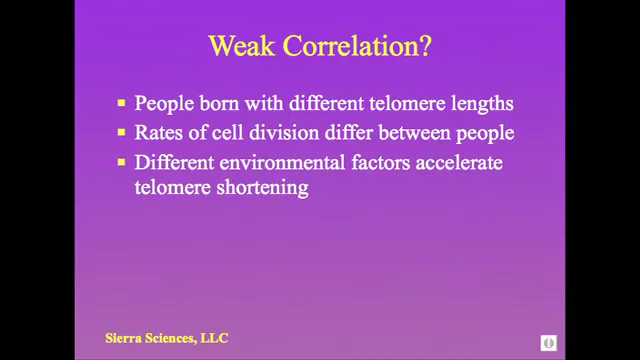 Weak Correlation?
People born with different telomere lengths
Rates of cell division differ between people
Different environmental factors accelerate
telomere shortening
Sierra Sciences, LLC